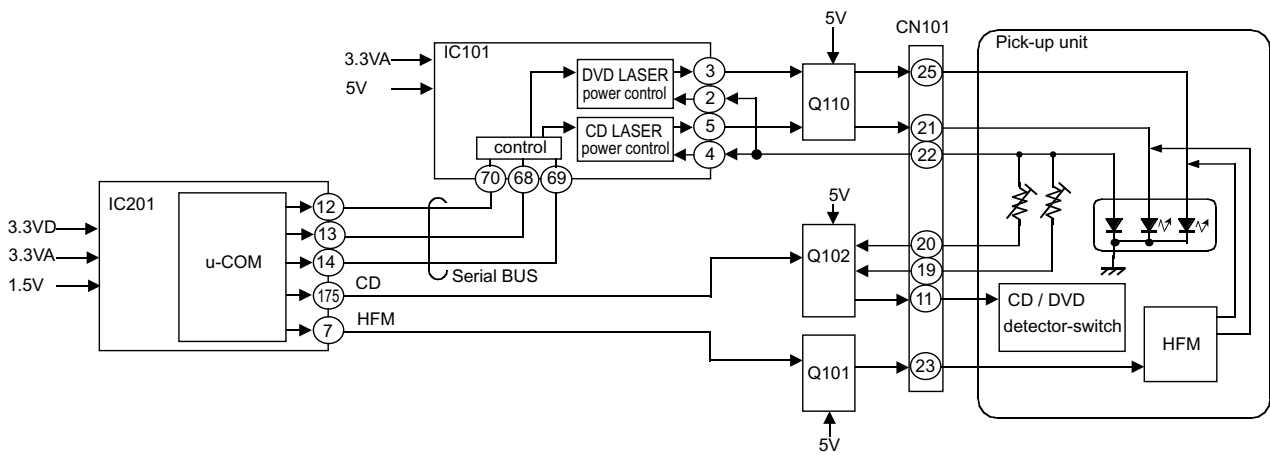 5V
CN101
IC101
Pick-up unit
3.3VA
5V
DVD LASER
power control
3
2
Q110
25
CD LASER
power control
5
4
21
22
control
70
68
69
IC201
12
13
14
175
7
u-COM
3.3VD
3.3VA
1.5V
Serial BUS
CD
HFM
5V
Q102
20
19
11
CD / DVD
detector-switch
Q101
23
HFM
5V